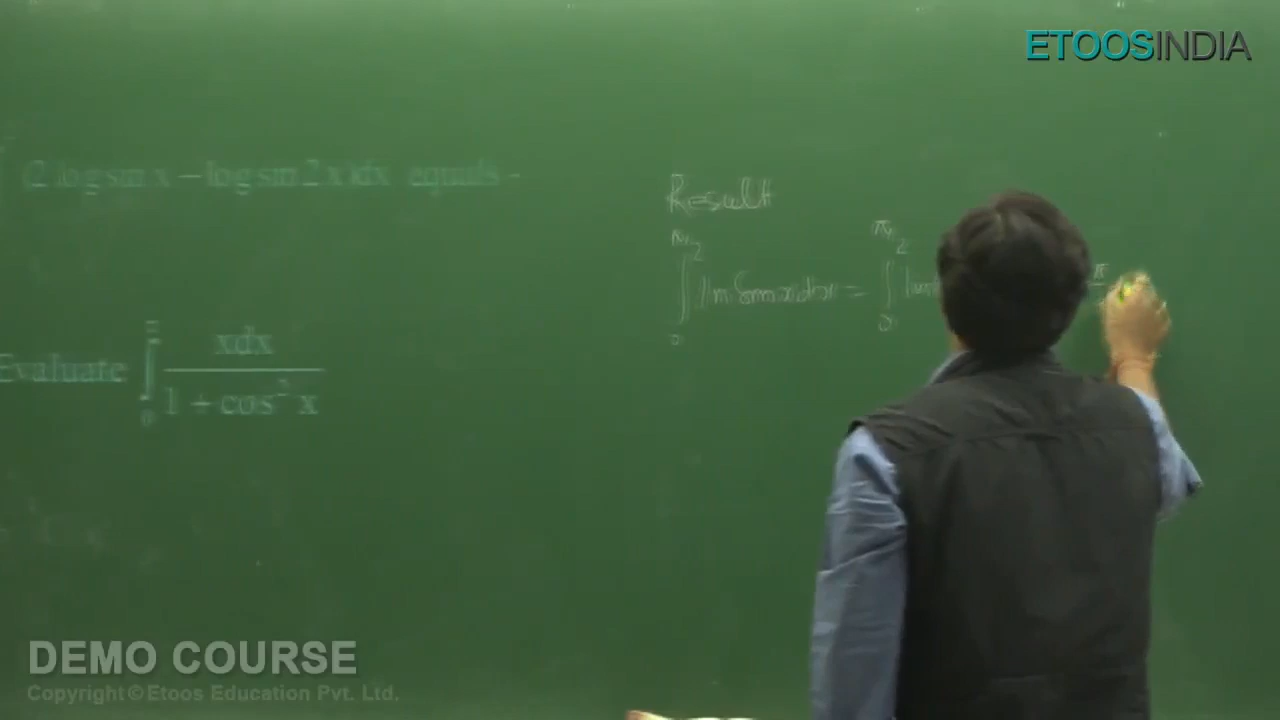 ETOOSINDIA
(2 log sin x − log sin 2x)dx equals -
Result
∫₀^{π/2} ln sin x dx = ∫₀^{π/2} ln π
Evaluate ∫₀ xdx / 1 + cos² x
DEMO COURSE
Copyright © Etoos Education Pvt. Ltd.